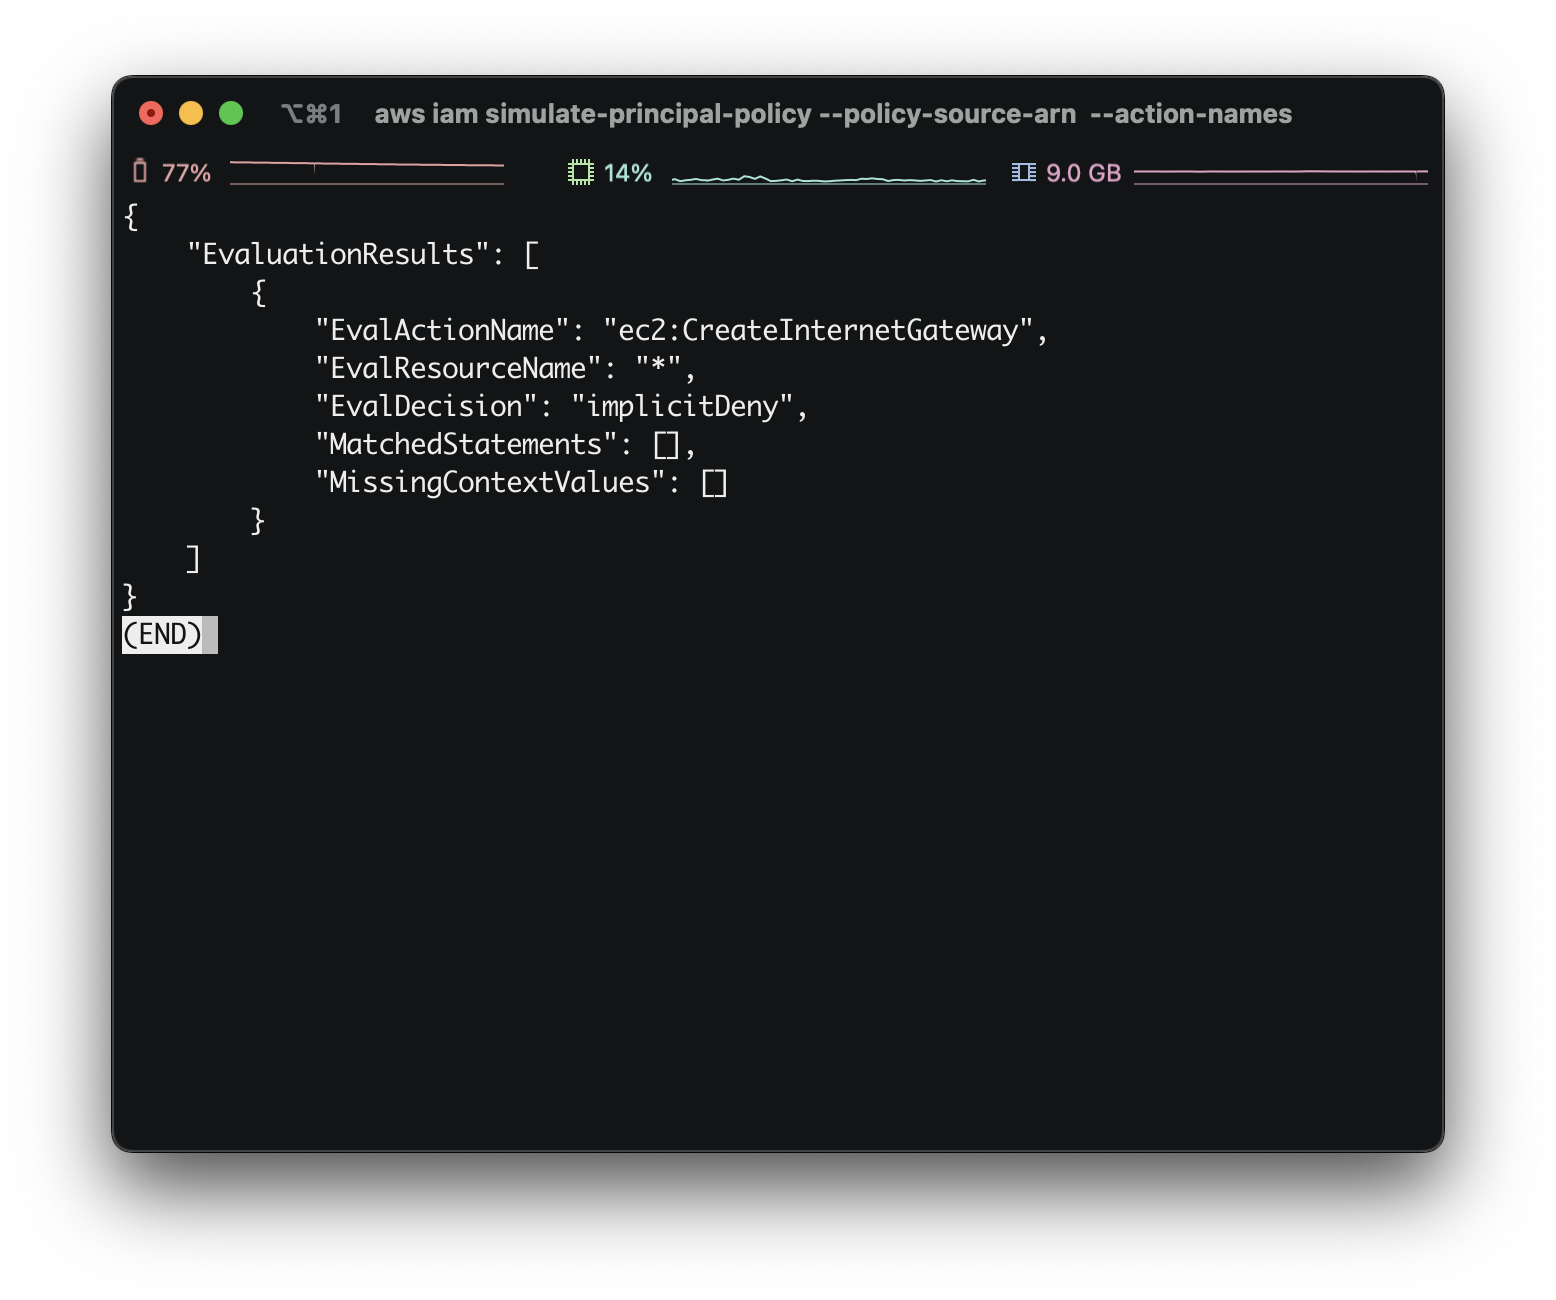 ⌥⌘1 aws iam simulate-principal-policy --policy-source-arn  --action-names
77% 14% 9.0 GB
{
    "EvaluationResults": [
        {
            "EvalActionName": "ec2:CreateInternetGateway",
            "EvalResourceName": "*",
            "EvalDecision": "implicitDeny",
            "MatchedStatements": [],
            "MissingContextValues": []
        }
    ]
}
(END)